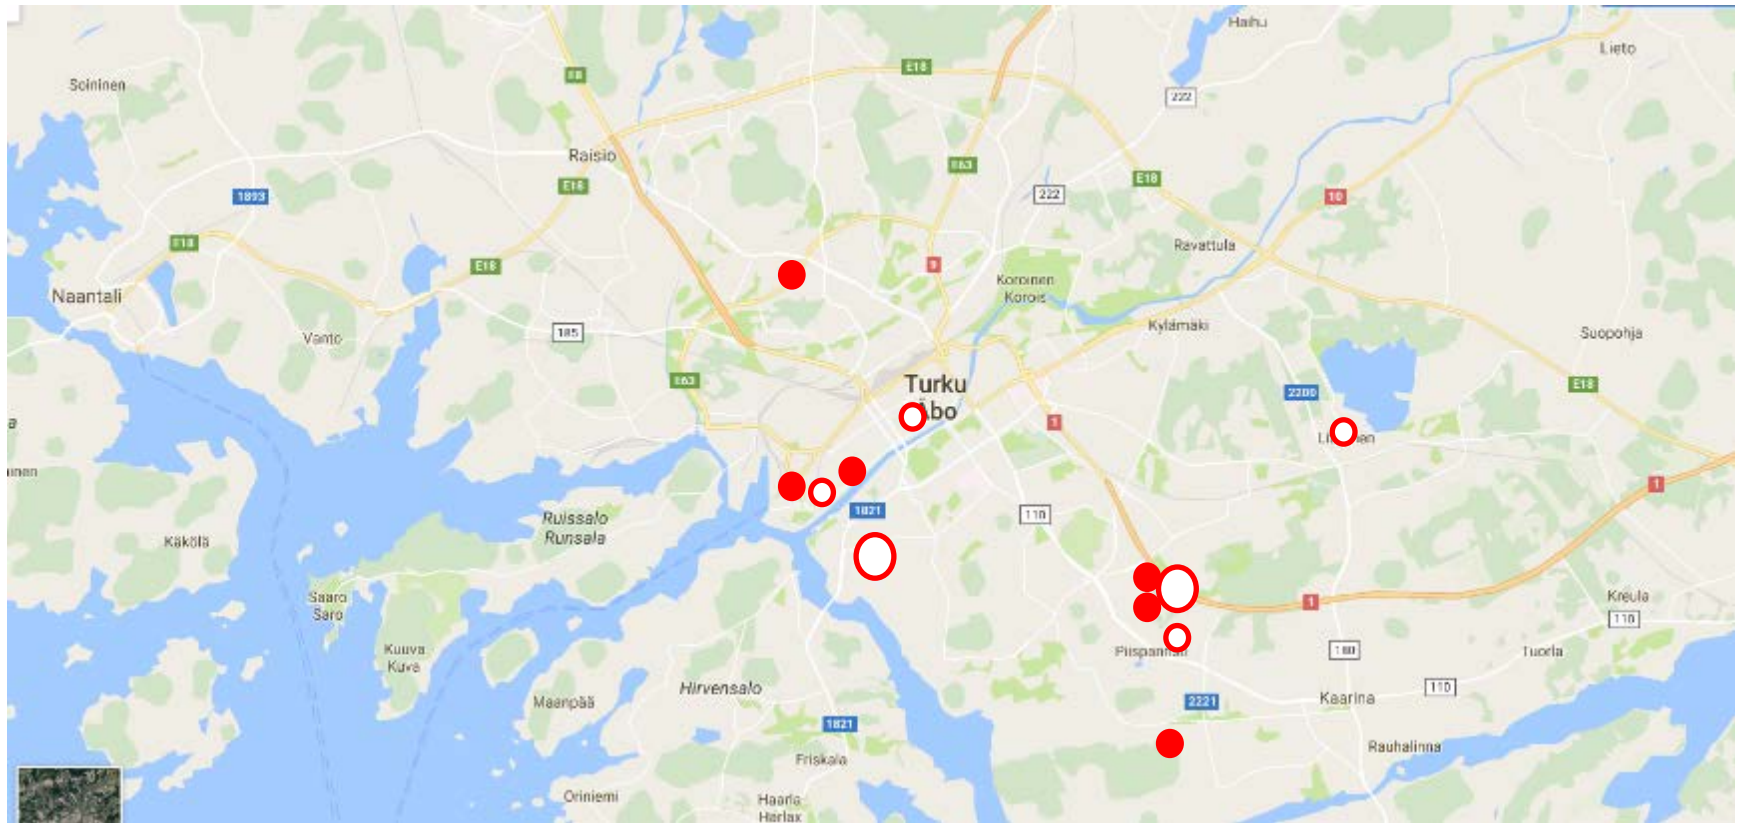 Haihu
Lieto
E18
E8
Soininen
222
Raisio
E63
E18
E18
222
10
1893
E18
Ravattula
9
E18
Koroinen
Korois
Naantali
185
Vanto
Kylämäki
Suopohja
E63
Turku
E18
2200
1
1
1821
110
Ruissalo
Runsala
Käkölä
Saaro
Saro
1
Kreula
110
Kuuva
Kuva
180
Tuorla
Hirvensalo
110
Maanpää
2221
Kaarina
1821
Rauhalinna
Friskala
Oriniemi
Haarla
Harlax